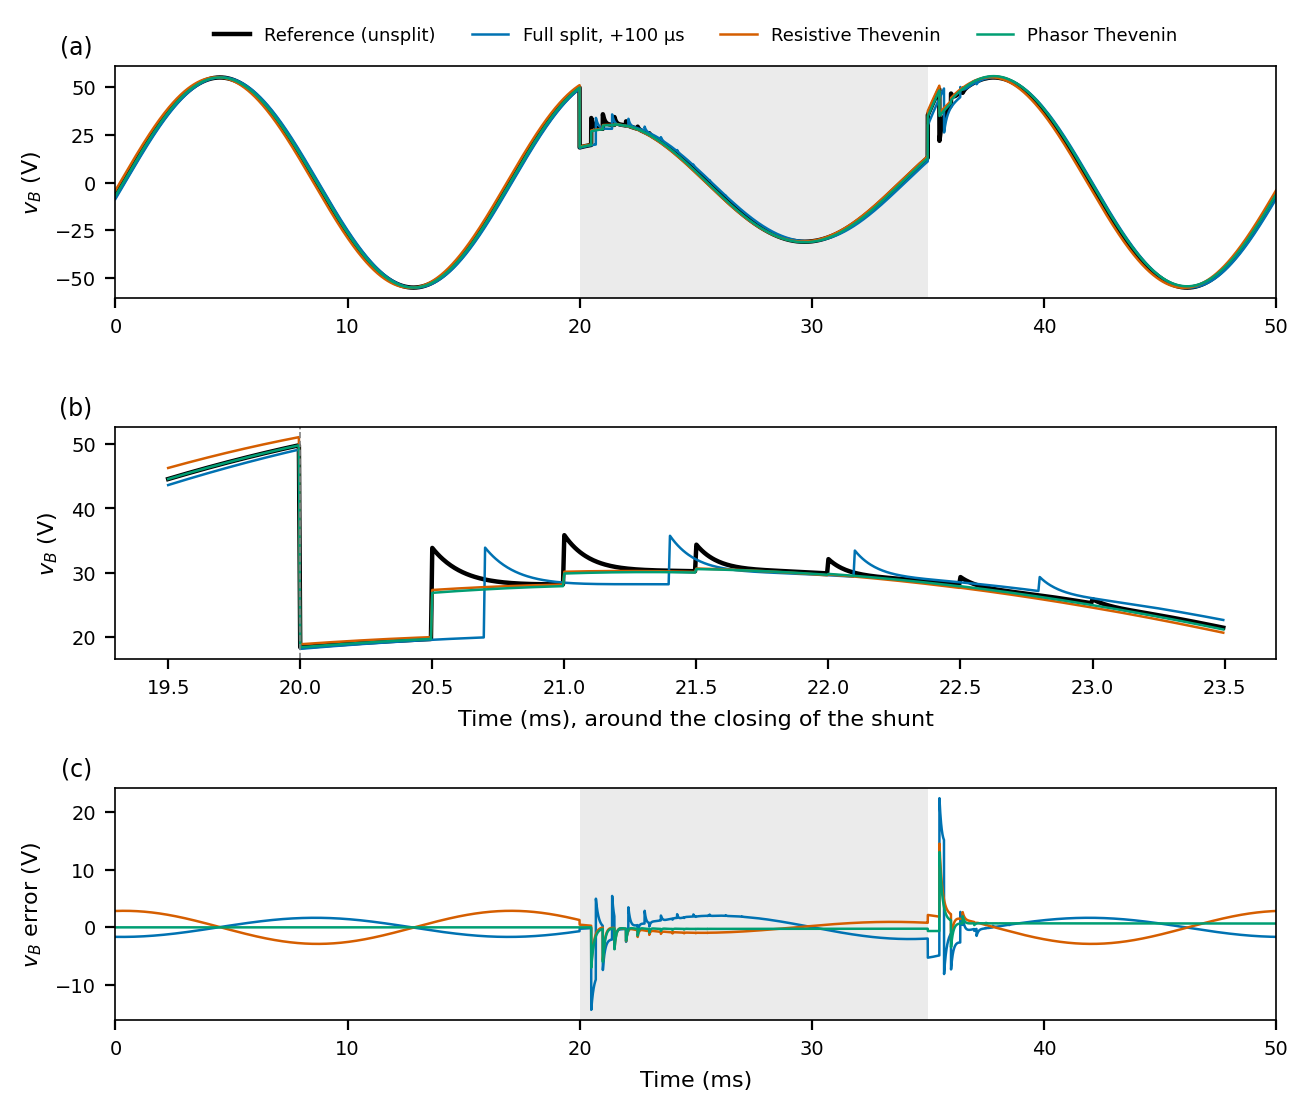 Reference (unsplit) Full split, +100 µs Resistive Thevenin Phasor Thevenin
(a)
50
25
0
−25
−50
v_B (V)
0 10 20 30 40 50
(b)
50
40
30
20
v_B (V)
19.5 20.0 20.5 21.0 21.5 22.0 22.5 23.0 23.5
Time (ms), around the closing of the shunt
(c)
20
10
0
−10
v_B error (V)
0 10 20 30 40 50
Time (ms)